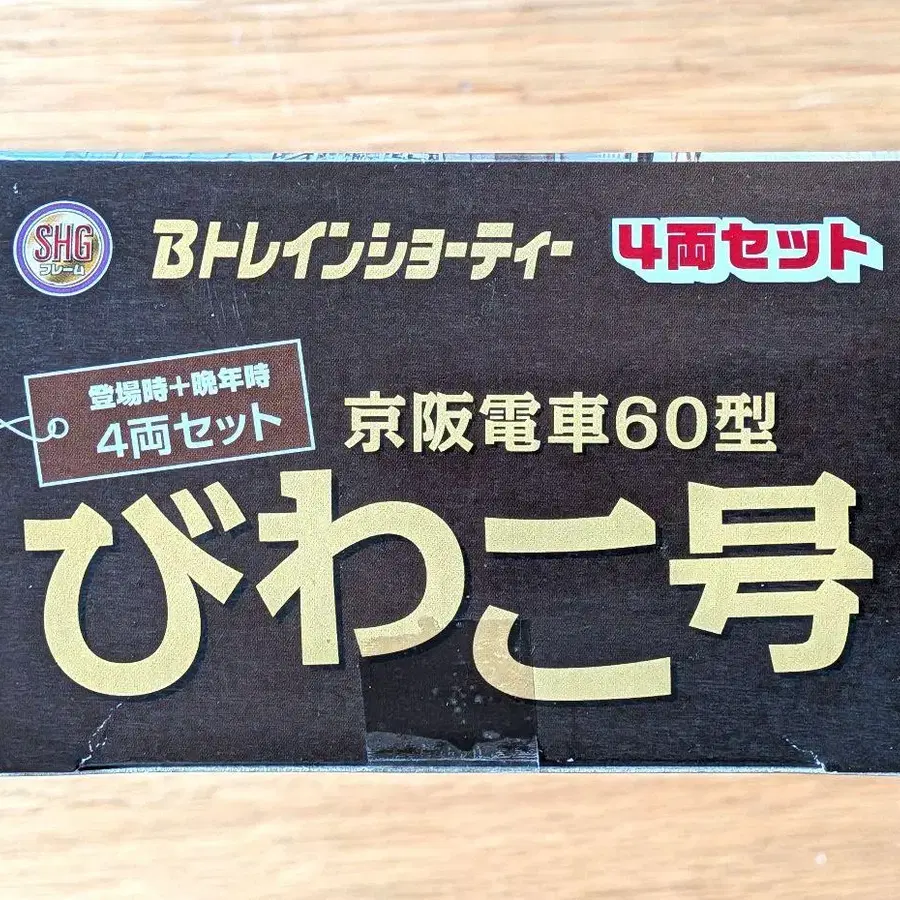 SHG
フレーム
Bトレインショーティー 4両セット
登場時+晩年時
4両セット
京阪電車60型
びわこ号